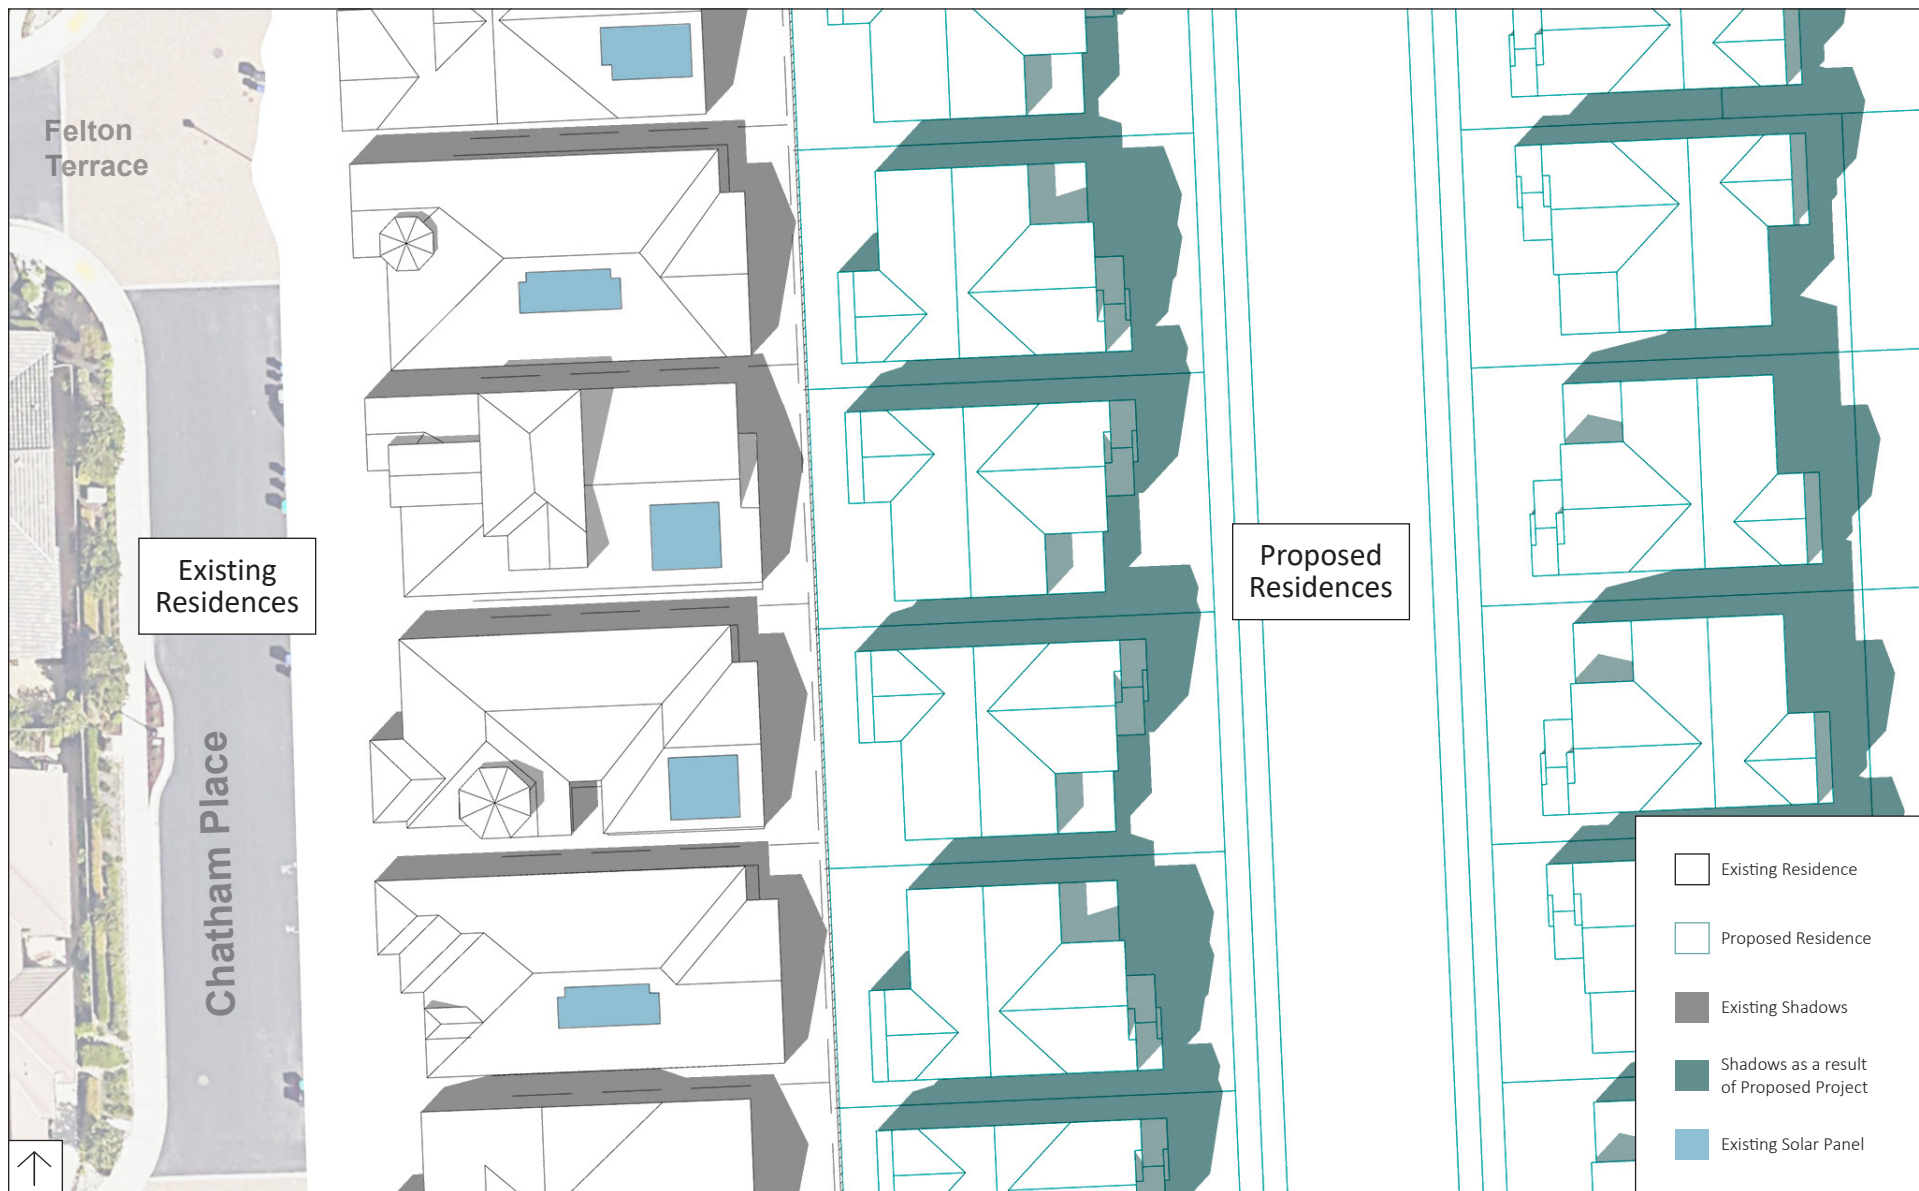 Felton
Terrace
Existing
Residences
Proposed
Residences
Chatham Place
Existing Residence
Proposed Residence
Existing Shadows
Shadows as a result
of Proposed Project
Existing Solar Panel